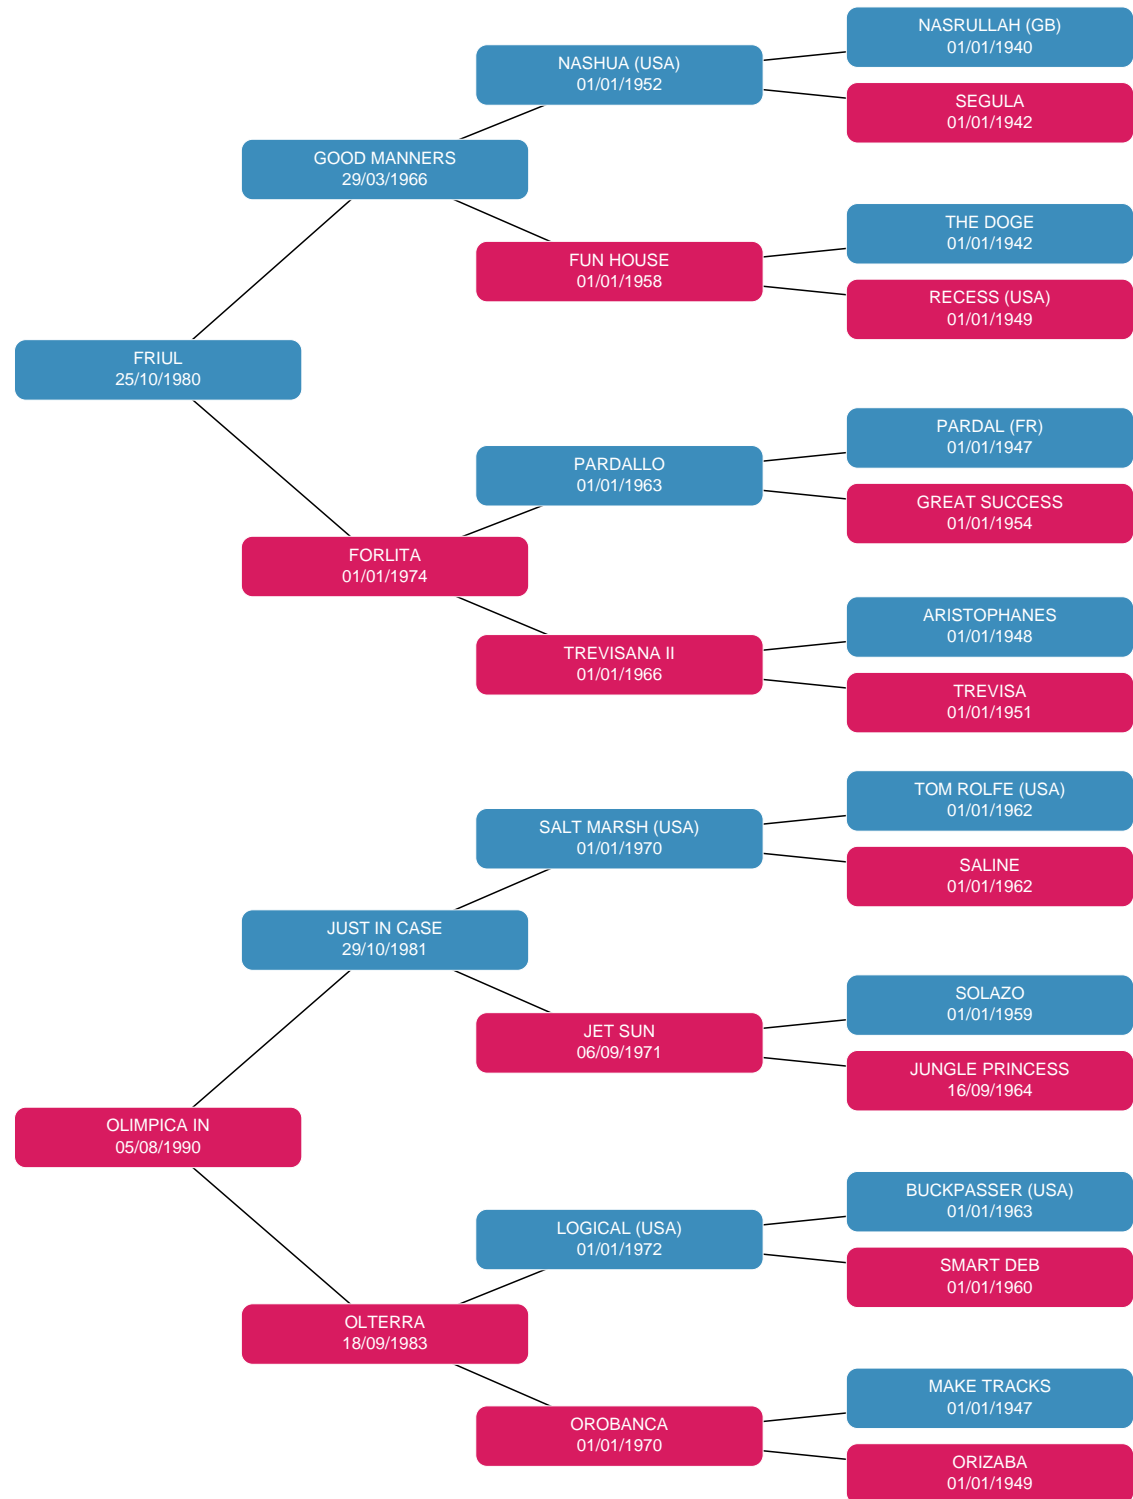 NASRULLAH (GB)
01/01/1940
NASHUA (USA)
01/01/1952
SEGULA
01/01/1942
GOOD MANNERS
29/03/1966
THE DOGE
01/01/1942
FUN HOUSE
01/01/1958
RECESS (USA)
01/01/1949
FRIUL
25/10/1980
PARDAL (FR)
01/01/1947
PARDALLO
01/01/1963
GREAT SUCCESS
01/01/1954
FORLITA
01/01/1974
ARISTOPHANES
01/01/1948
TREVISANA II
01/01/1966
TREVISA
01/01/1951
TOM ROLFE (USA)
01/01/1962
SALT MARSH (USA)
01/01/1970
SALINE
01/01/1962
JUST IN CASE
29/10/1981
SOLAZO
01/01/1959
JET SUN
06/09/1971
JUNGLE PRINCESS
16/09/1964
OLIMPICA IN
05/08/1990
BUCKPASSER (USA)
01/01/1963
LOGICAL (USA)
01/01/1972
SMART DEB
01/01/1960
OLTERRA
18/09/1983
MAKE TRACKS
01/01/1947
OROBANCA
01/01/1970
ORIZABA
01/01/1949